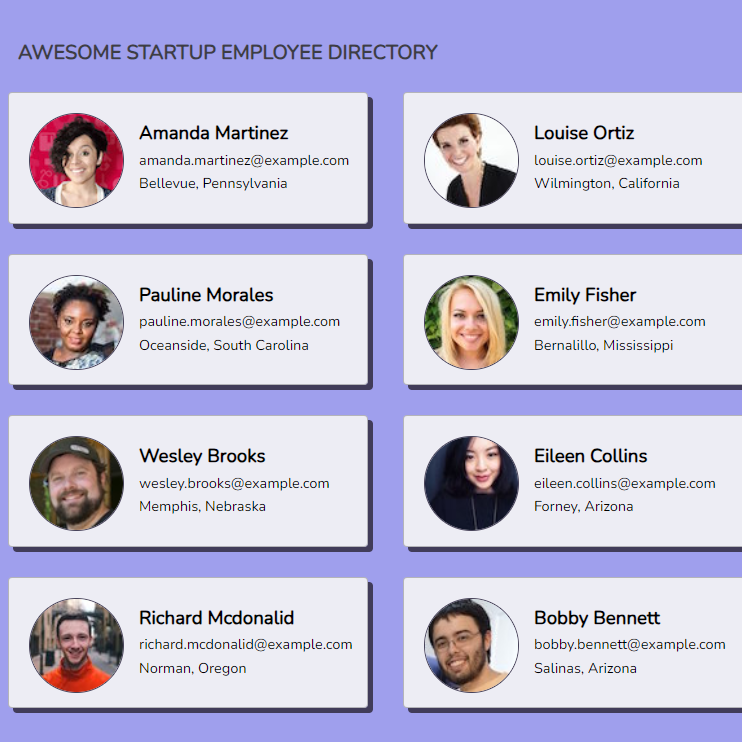 AWESOME STARTUP EMPLOYEE DIRECTORY
Amanda Martinez
amanda.martinez@example.com
Bellevue, Pennsylvania
Louise Ortiz
louise.ortiz@example.com
Wilmington, California
Pauline Morales
pauline.morales@example.com
Oceanside, South Carolina
Emily Fisher
emily.fisher@example.com
Bernalillo, Mississippi
Wesley Brooks
wesley.brooks@example.com
Memphis, Nebraska
Eileen Collins
eileen.collins@example.com
Forney, Arizona
Richard Mcdonalid
richard.mcdonalid@example.com
Norman, Oregon
Bobby Bennett
bobby.bennett@example.com
Salinas, Arizona